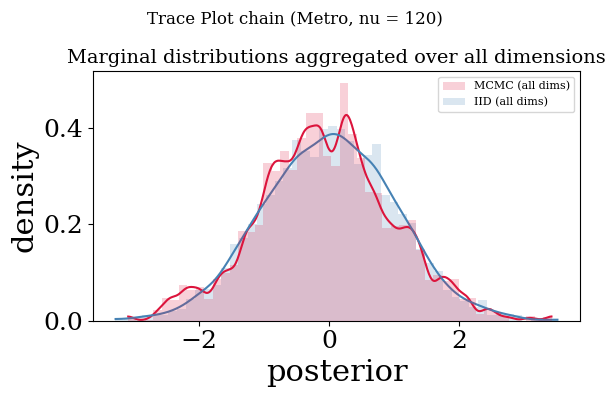 Trace Plot chain (Metro, nu = 120)
Marginal distributions aggregated over all dimensions
MCMC (all dims)
IID (all dims)
density
0.4
0.2
0.0
−2
0
2
posterior